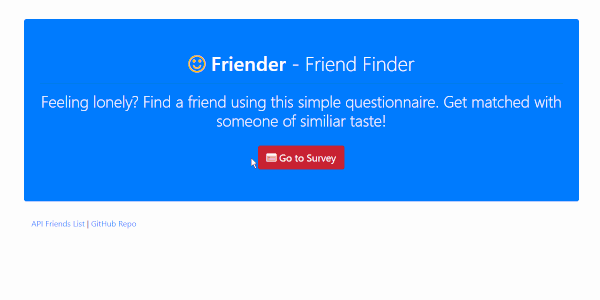 Friender - Friend Finder
Feeling lonely? Find a friend using this simple questionnaire. Get matched with
someone of similiar taste!
Go to Survey
API Friends List | GitHub Repo